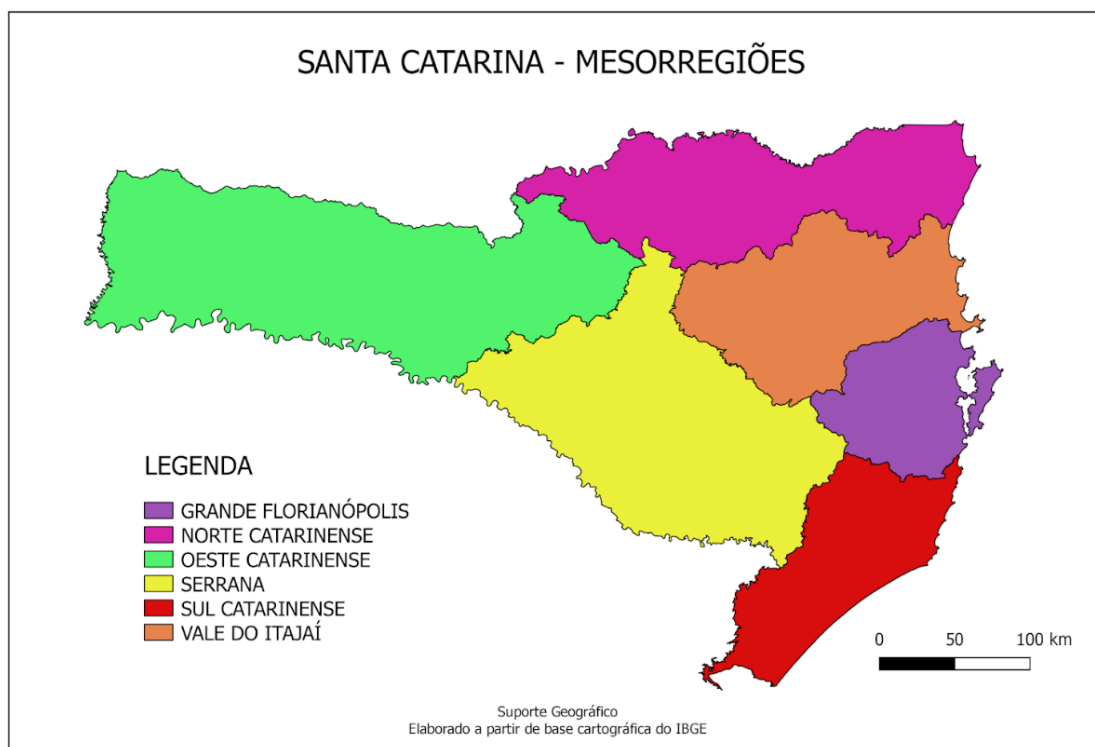 SANTA CATARINA - MESORREGIÕES
LEGENDA
GRANDE FLORIANÓPOLIS
NORTE CATARINENSE
OESTE CATARINENSE
SERRANA
SUL CATARINENSE
VALE DO ITAJAÍ
0 50 100 km
Suporte Geográfico
Elaborado a partir de base cartográfica do IBGE